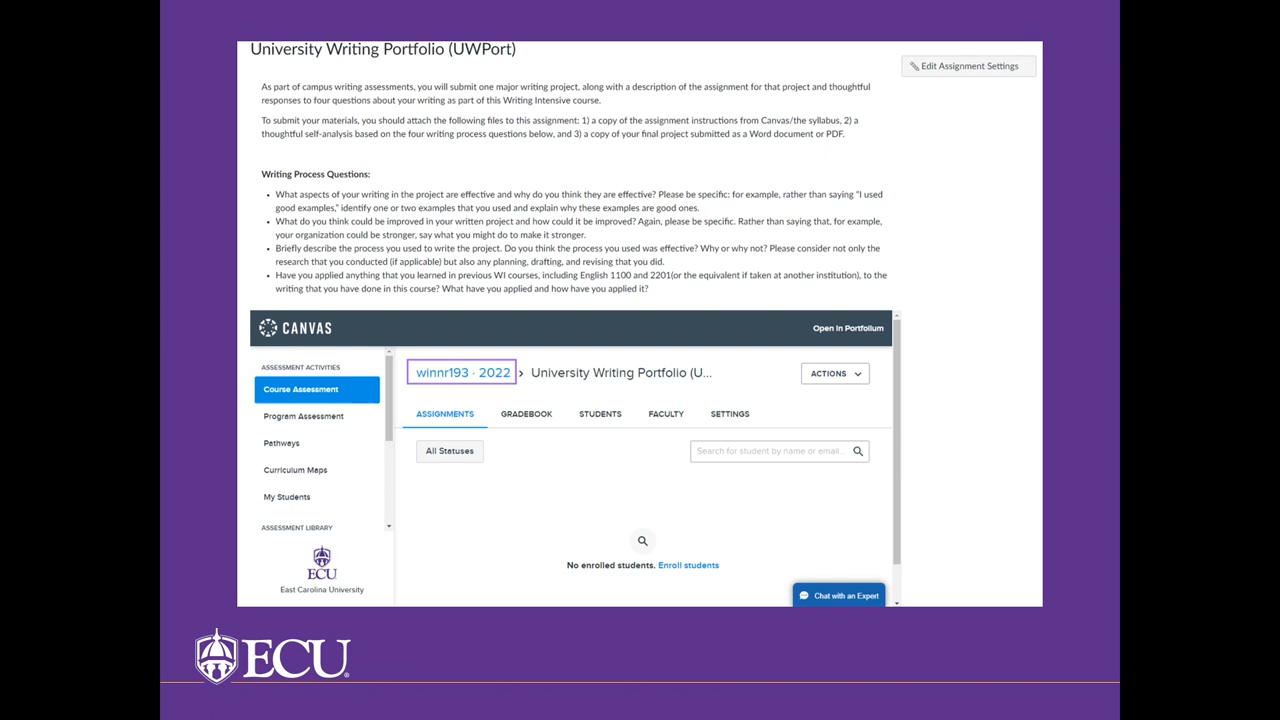 University Writing Portfolio (UWPort)
Edit Assignment Settings
As part of campus writing assessments, you will submit one major writing project, along with a description of the assignment for that project and thoughtful
responses to four questions about your writing as part of this Writing Intensive course.
To submit your materials, you should attach the following files to this assignment: 1) a copy of the assignment instructions from Canvas/the syllabus, 2) a
thoughtful self-analysis based on the four writing process questions below, and 3) a copy of your final project submitted as a Word document or PDF.
Writing Process Questions:
• What aspects of your writing in the project are effective and why do you think they are effective? Please be specific: for example, rather than saying "I used
good examples," identify one or two examples that you used and explain why these examples are good ones.
• What do you think could be improved in your written project and how could it be improved? Again, please be specific. Rather than saying that, for example,
your organization could be stronger, say what you might do to make it stronger.
• Briefly describe the process you used to write the project. Do you think the process you used was effective? Why or why not? Please consider not only the
research that you conducted (if applicable) but also any planning, drafting, and revising that you did.
• Have you applied anything that you learned in previous WI courses, including English 1100 and 2201(or the equivalent if taken at another institution), to the
writing that you have done in this course? What have you applied and how have you applied it?
CANVAS
Open in Portfolium
ASSESSMENT ACTIVITIES
Course Assessment
Program Assessment
Pathways
Curriculum Maps
My Students
ASSESSMENT LIBRARY
ECU
East Carolina University
winnr193 · 2022 › University Writing Portfolio (U...
ACTIONS
ASSIGNMENTS GRADEBOOK STUDENTS FACULTY SETTINGS
All Statuses
Search for student by name or email...
No enrolled students. Enroll students
Chat with an Expert
ECU